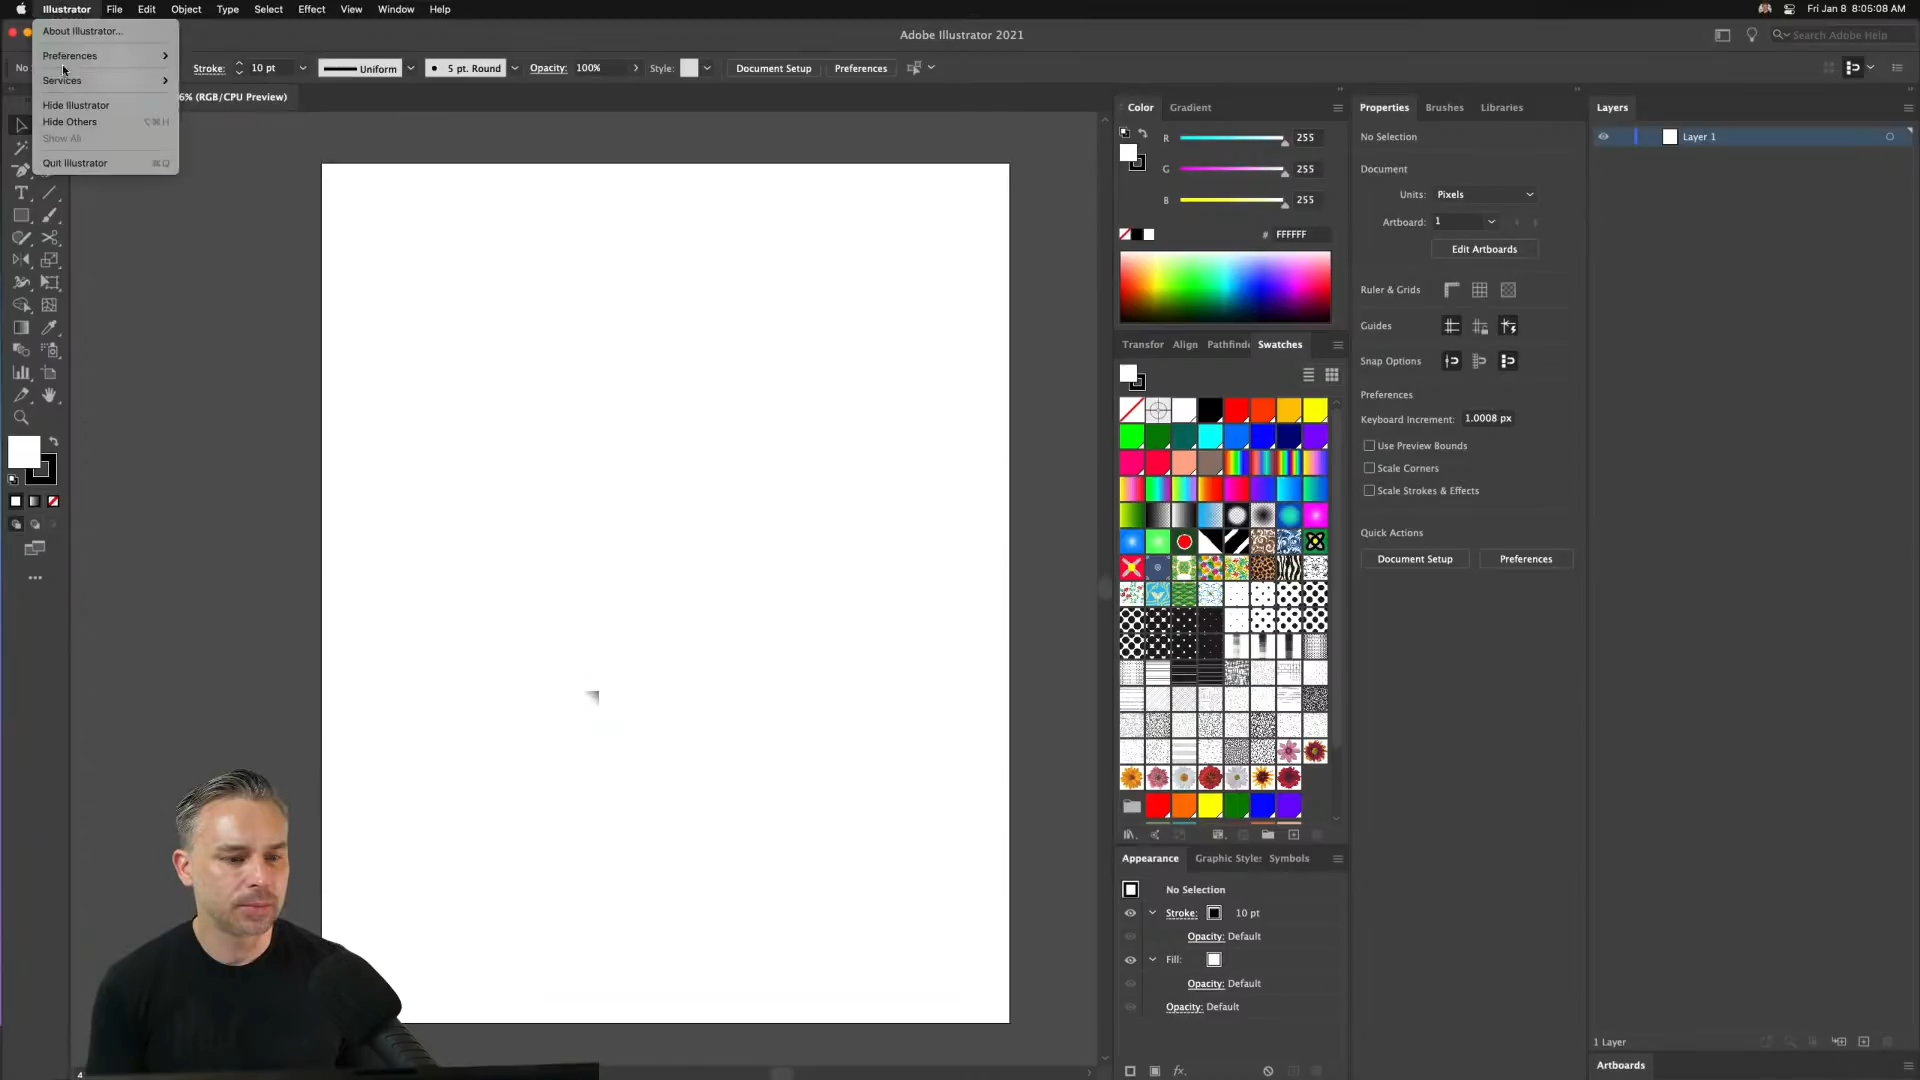 Illustrator File Edit Object Type Select Effect View Window Help
Fri Jan 8 8:05:08 AM
Adobe Illustrator 2021
Search Adobe Help
About Illustrator...
Preferences
Services
Hide Illustrator
Hide Others ⌥⌘H
Show All
Quit Illustrator ⌘Q
No
Stroke: 10 pt Uniform 5 pt. Round Opacity: 100% Style: Document Setup Preferences
6% (RGB/CPU Preview)
Color Gradient
R 255
G 255
B 255
# FFFFFF
Transfor Align Pathfind Swatches
Appearance Graphic Styles Symbols
No Selection
Stroke: 10 pt
Opacity: Default
Fill:
Opacity: Default
Opacity: Default
fx.
Properties Brushes Libraries
No Selection
Document
Units: Pixels
Artboard: 1
Edit Artboards
Ruler & Grids
Guides
Snap Options
Preferences
Keyboard Increment: 1.0008 px
Use Preview Bounds
Scale Corners
Scale Strokes & Effects
Quick Actions
Document Setup Preferences
Layers
Layer 1
1 Layer
Artboards
4